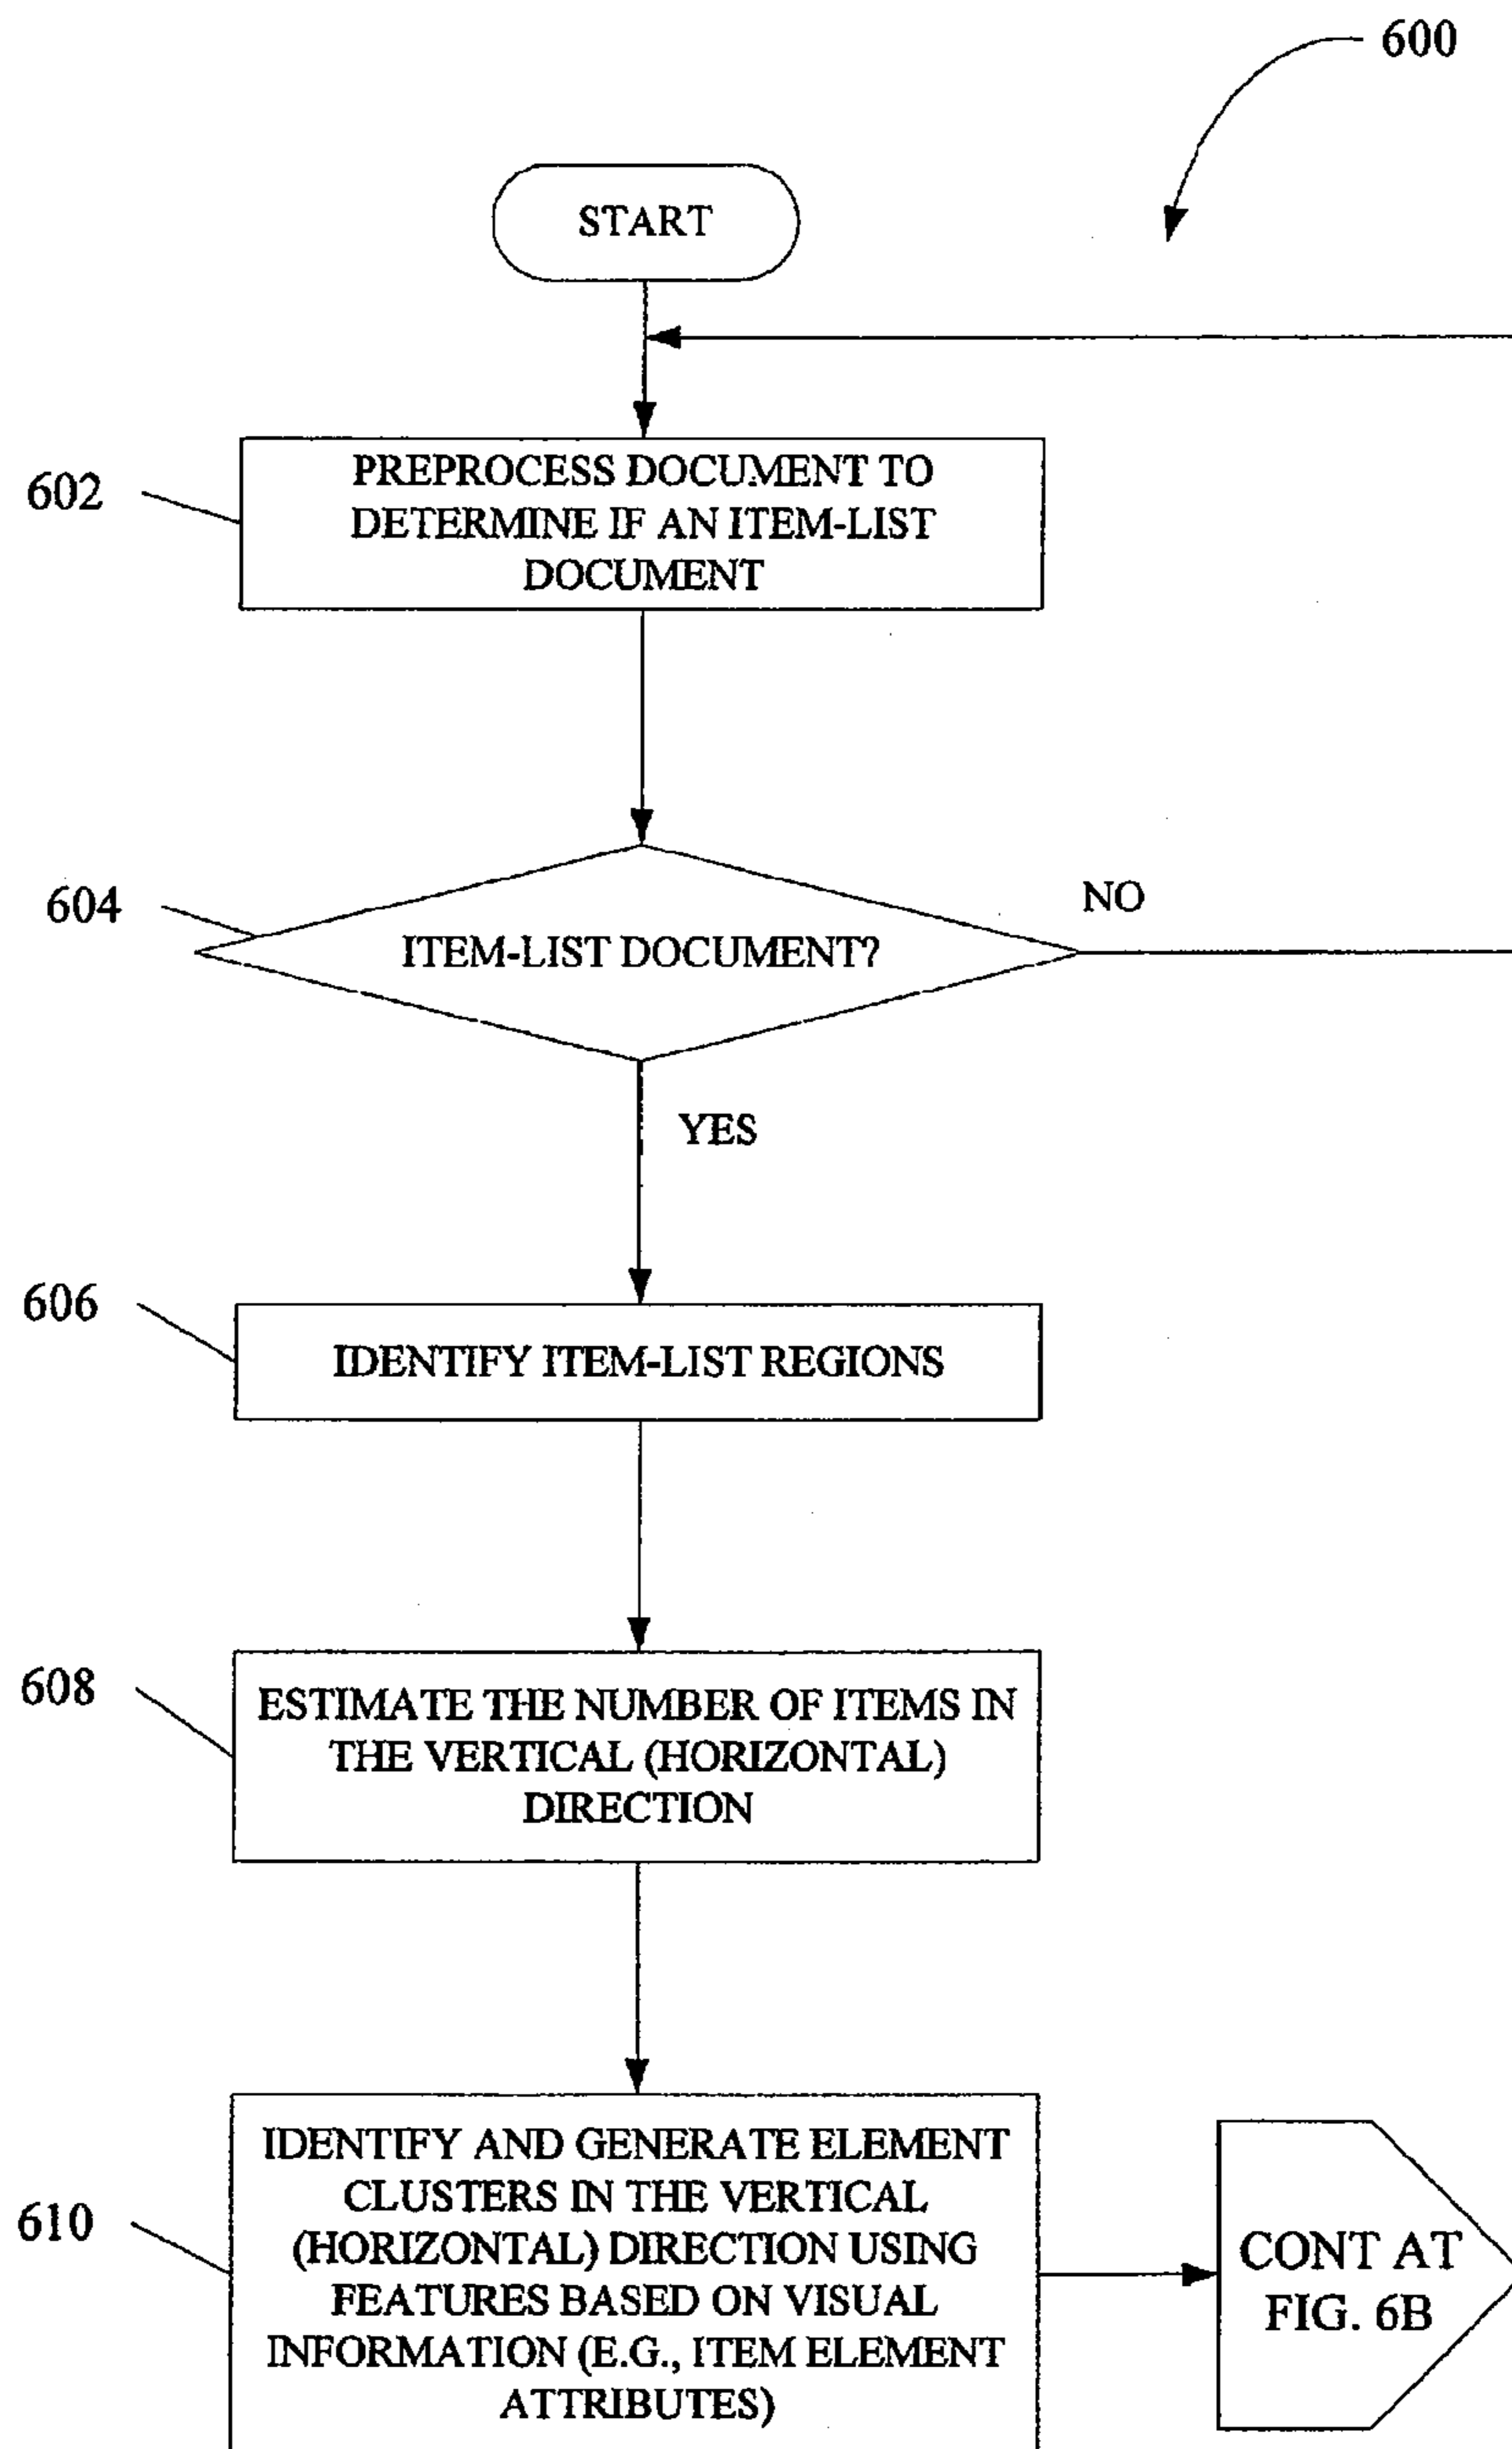 600
START
602
PREPROCESS DOCUMENT TO
DETERMINE IF AN ITEM-LIST
DOCUMENT
604
ITEM-LIST DOCUMENT?
NO
YES
606
IDENTIFY ITEM-LIST REGIONS
608
ESTIMATE THE NUMBER OF ITEMS IN
THE VERTICAL (HORIZONTAL)
DIRECTION
610
IDENTIFY AND GENERATE ELEMENT
CLUSTERS IN THE VERTICAL
(HORIZONTAL) DIRECTION USING
FEATURES BASED ON VISUAL
INFORMATION (E.G., ITEM ELEMENT
ATTRIBUTES)
CONT AT
FIG. 6B